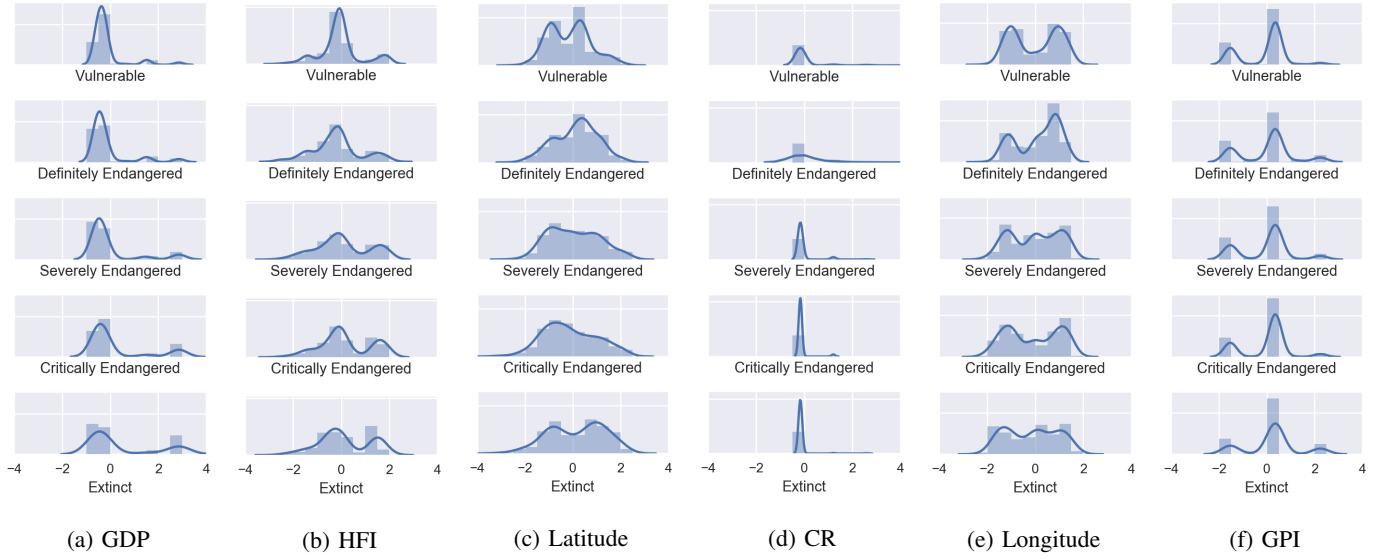 Vulnerable Vulnerable Vulnerable Vulnerable Vulnerable Vulnerable
Definitely Endangered Definitely Endangered Definitely Endangered Definitely Endangered Definitely Endangered Definitely Endangered
Severely Endangered Severely Endangered Severely Endangered Severely Endangered Severely Endangered Severely Endangered
Critically Endangered Critically Endangered Critically Endangered Critically Endangered Critically Endangered Critically Endangered
−4 −2 0 2 4 −4 −2 0 2 4 −4 −2 0 2 4 −4 −2 0 2 4 −4 −2 0 2 4 −4 −2 0 2 4
Extinct Extinct Extinct Extinct Extinct Extinct
(a) GDP (b) HFI (c) Latitude (d) CR (e) Longitude (f) GPI